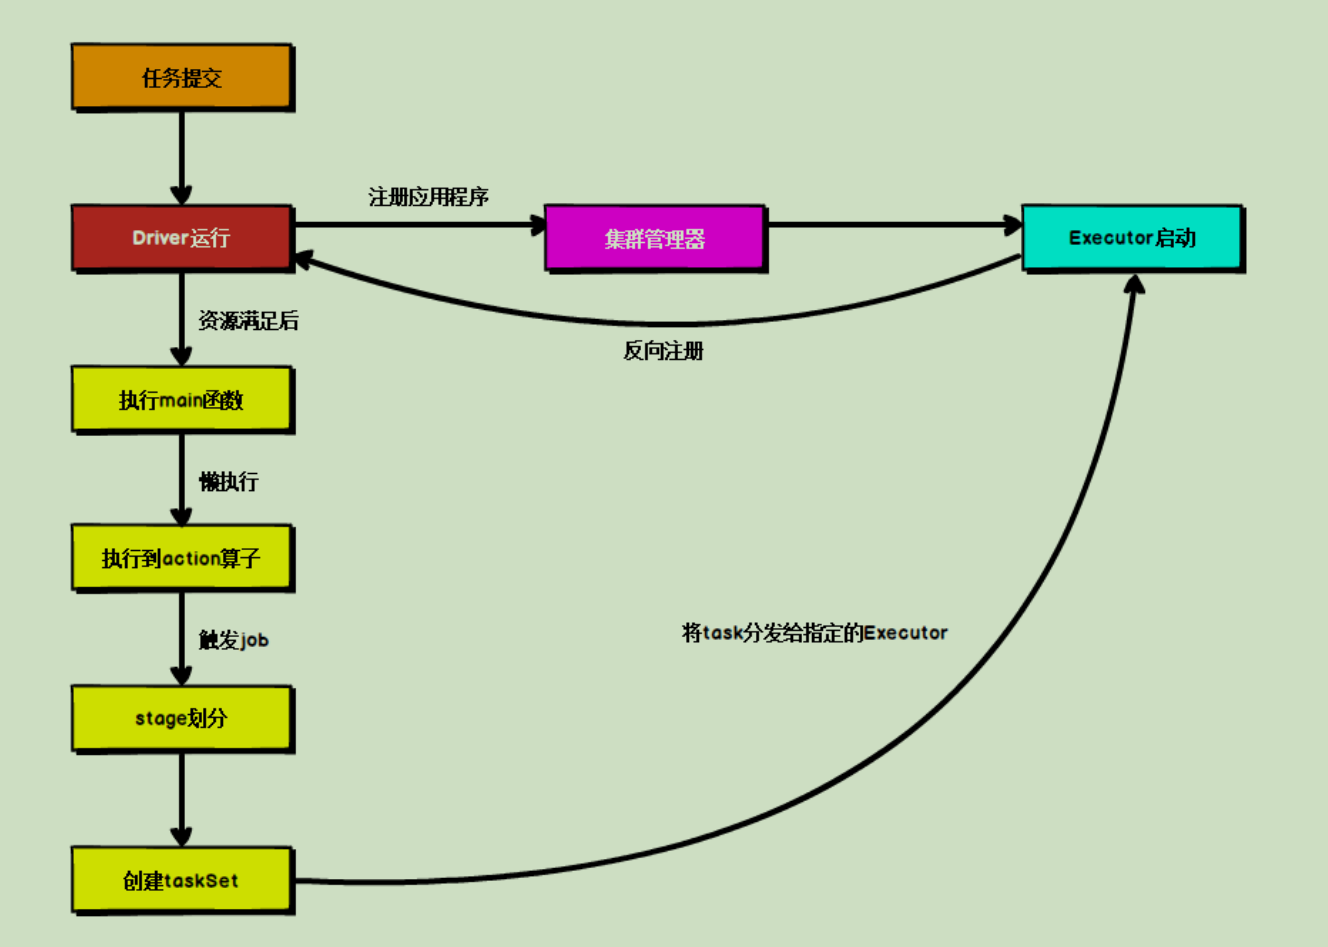 任务提交
注册应用程序
Driver运行
集群管理器
Executor启动
资源满足后
反向注册
执行main函数
懒执行
执行到action算子
触发job
将task分发给指定的Executor
stage划分
创建taskSet